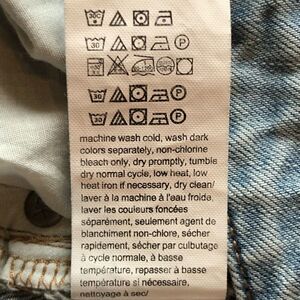 machine wash cold, wash dark
colors separately, non-chlorine
bleach only, dry promptly, tumble
dry normal cycle, low heat, low
heat iron if necessary, dry clean/
laver à la machine à l'eau froide,
laver les couleurs foncées
séparément, seulement agent de
blanchiment non-chlorine, sécher
rapidement, sécher par culbutage
à cycle normale, à basse
température, repasser à basse
température si nécessaire,
nettoyage à sec/